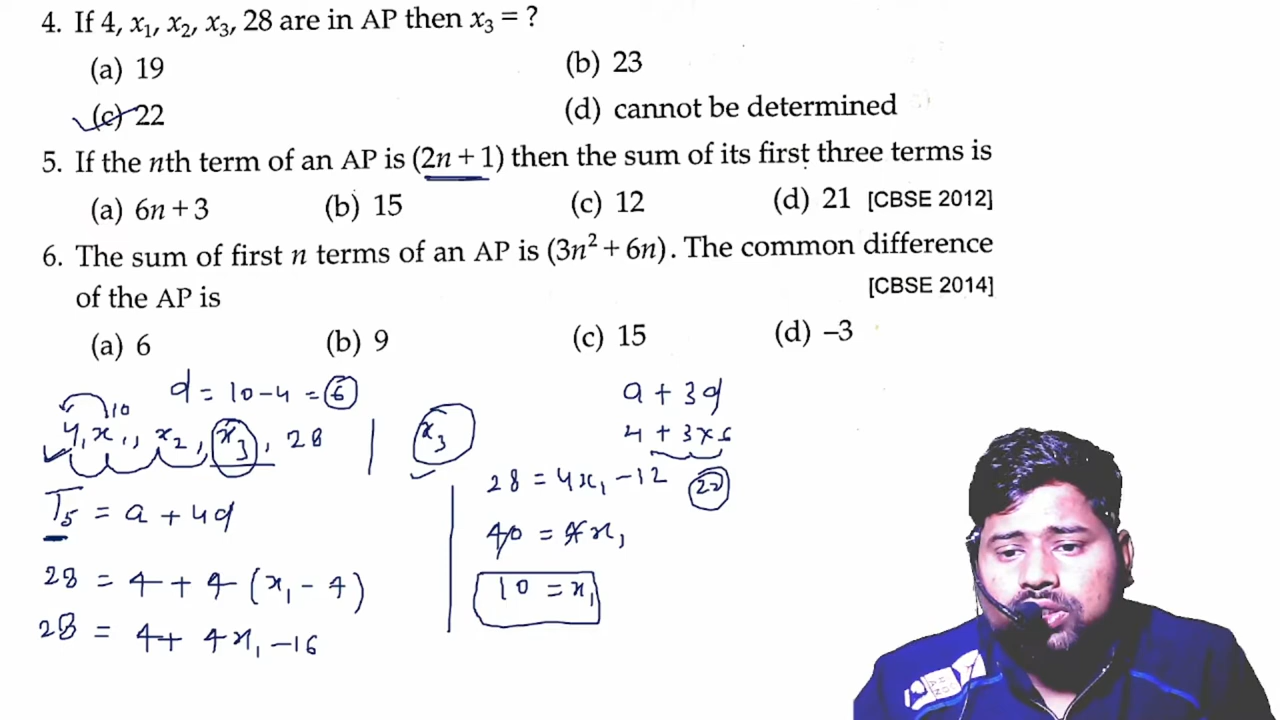 4. If 4, x₁, x₂, x₃, 28 are in AP then x₃ = ?
(a) 19 (b) 23
(c) 22 (d) cannot be determined
5. If the nth term of an AP is (2n + 1) then the sum of its first three terms is
(a) 6n + 3 (b) 15 (c) 12 (d) 21 [CBSE 2012]
6. The sum of first n terms of an AP is (3n² + 6n). The common difference
of the AP is [CBSE 2014]
(a) 6 (b) 9 (c) 15 (d) –3
d = 10 - 4 = 6
10
4, x₁, x₂, x₃, 28
T₅ = a + 4d
28 = 4 + 4 (x₁ - 4)
28 = 4 + 4x₁ - 16
x₃
28 = 4x₁ - 12
40 = 4x₁
10 = x₁
a + 3d
4 + 3 × 6
22